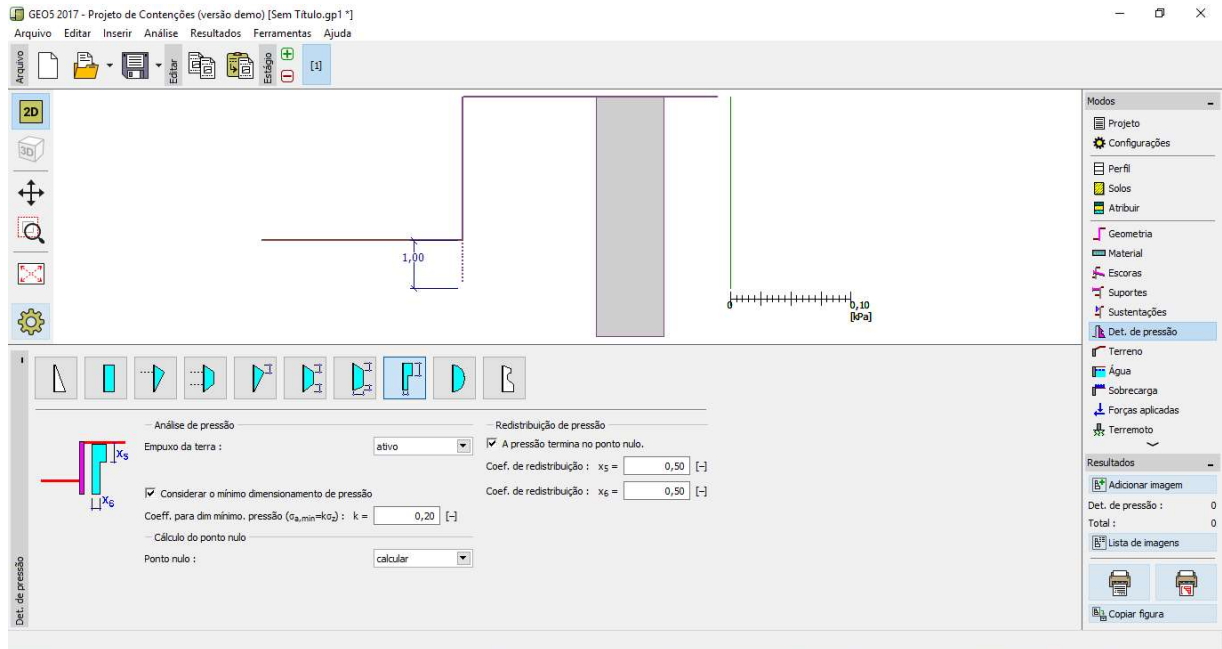 GEO5 2017 - Projeto de Contenções (versão demo) [Sem Título.gp1 *]
Arquivo Editar Inserir Análise Resultados Ferramentas Ajuda
Arquivo
Editar
Estágio
[1]
2D
3D
1,00
0
0,10
[kPa]
Modos
Projeto
Configurações
Perfil
Solos
Atribuir
Geometria
Material
Escoras
Suportes
Sustentações
Det. de pressão
Terreno
Água
Sobrecarga
Forças aplicadas
Terremoto
Resultados
Adicionar imagem
Det. de pressão : 0
Total : 0
Lista de imagens
Copiar figura
Det. de pressão
x5
x6
Análise de pressão
Empuxo da terra : ativo
Considerar o mínimo dimensionamento de pressão
Coeff. para dim mínimo. pressão (σa,min=kσz) : k = 0,20 [–]
Cálculo do ponto nulo
Ponto nulo : calcular
Redistribuição de pressão
A pressão termina no ponto nulo.
Coef. de redistribuição : x5 = 0,50 [–]
Coef. de redistribuição : x6 = 0,50 [–]